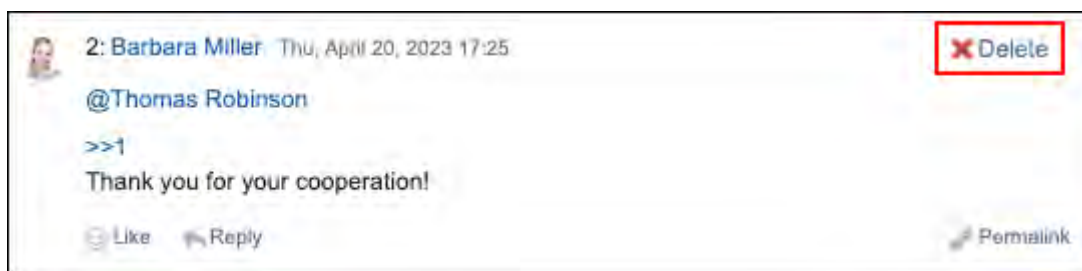 2: Barbara Miller Thu, April 20, 2023 17:25 Delete
@Thomas Robinson
>>1
Thank you for your cooperation!
Like Reply Permalink